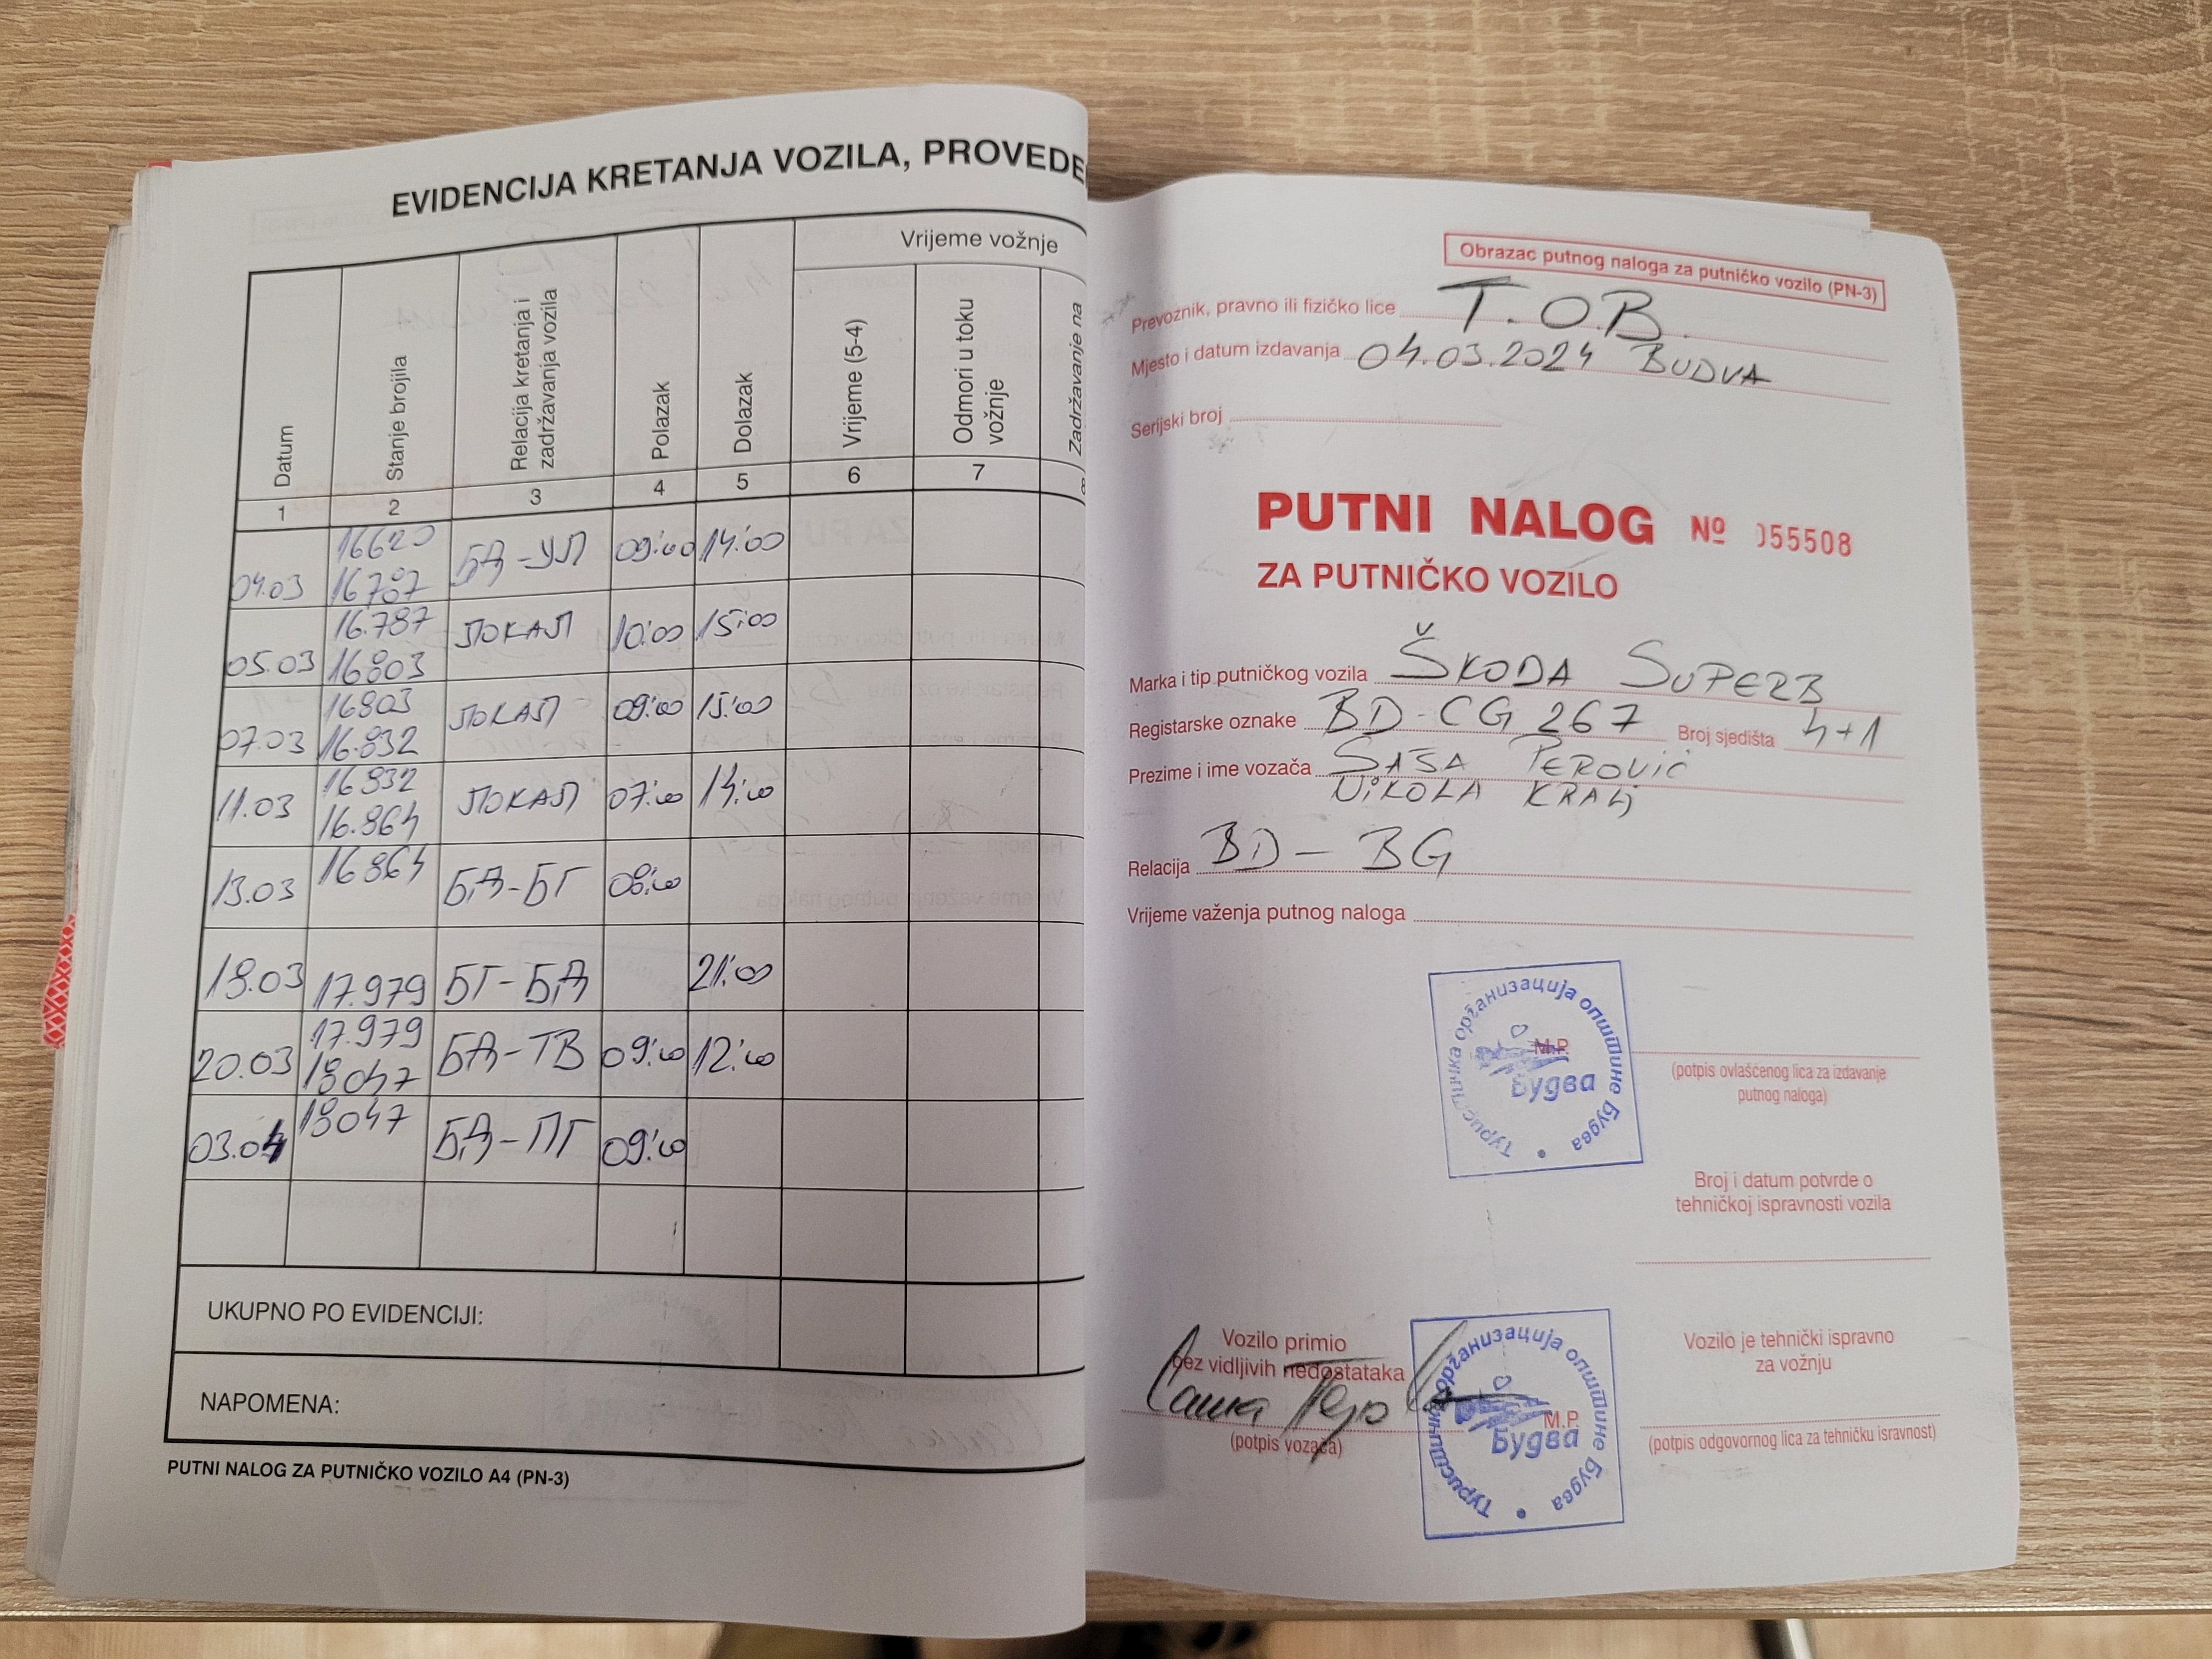 EVIDENCIJA KRETANJA VOZILA, PROVEDE
Vrijeme vožnje
Datum
Stanje brojila
Relacija kretanja i
zadržavanja vozila
Polazak
Dolazak
Vrijeme (5-4)
Odmori u toku
vožnje
Zadržavanje na
1 2 3 4 5 6 7 8
04.03 16620 16787 БД-УЛ 09:00 14:00
05.03 16.787 16803 ЛОКАЛ 10:00 15:00
07.03 16803 16.832 ЛОКАЛ 09:00 15:00
11.03 16832 16.864 ЛОКАЛ 07:00 14:00
13.03 16864 БД-БГ 08:00
18.03 17.979 БГ-БД 21:00
20.03 17.979 18047 БД-ТВ 09:00 12:00
03.04 18047 БД-ПГ 09:00
UKUPNO PO EVIDENCIJI:
NAPOMENA:
PUTNI NALOG ZA PUTNIČKO VOZILO A4 (PN-3)
Obrazac putnog naloga za putničko vozilo (PN-3)
Prevoznik, pravno ili fizičko lice T.O.B.
Mjesto i datum izdavanja 04.03.2024 BUDVA
Serijski broj
PUTNI NALOG Nº 055508
ZA PUTNIČKO VOZILO
Marka i tip putničkog vozila ŠKODA SUPERB
Registarske oznake BD-CG 267 Broj sjedišta 4+1
Prezime i ime vozača SAŠA PEROVIĆ
NIKOLA KRALJ
Relacija BD - BG
Vrijeme važenja putnog naloga
Туристичка организација општине Будва
M.P.
Будва
(potpis ovlašćenog lica za izdavanje
putnog naloga)
Broj i datum potvrde o
tehničkoj ispravnosti vozila
Vozilo primio
bez vidljivih nedostataka
(potpis vozača)
Туристичка организација општине Будва
M.P.
Будва
Vozilo je tehnički ispravno
za vožnju
(potpis odgovornog lica za tehničku isravnost)